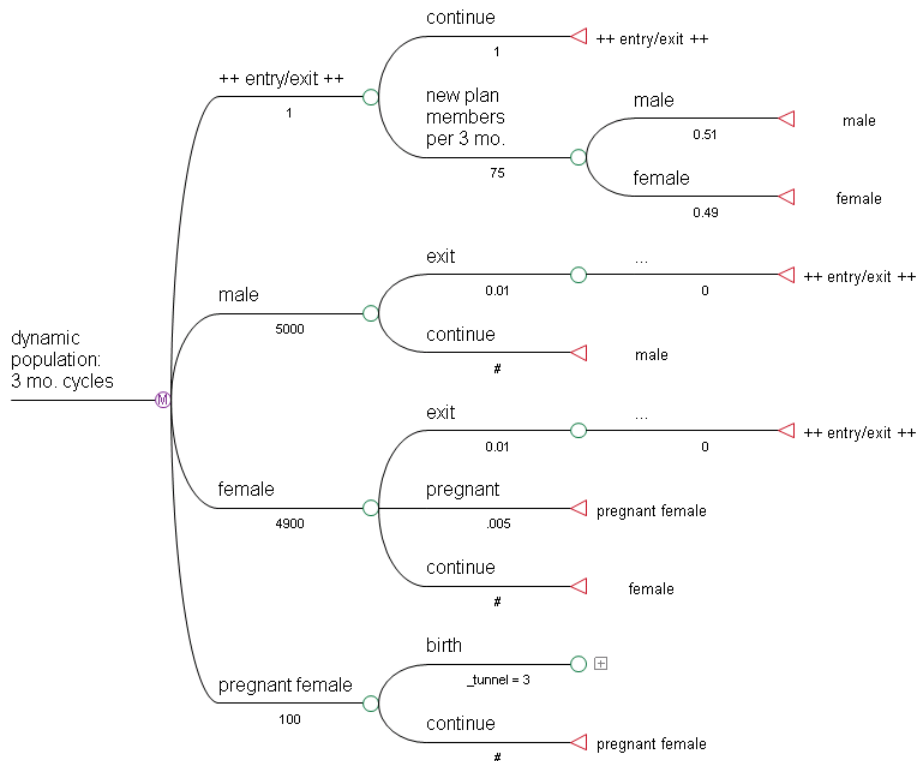 continue
1
++ entry/exit ++
++ entry/exit ++
1
new plan
members
per 3 mo.
75
male
0.51
male
female
0.49
female
dynamic
population:
3 mo. cycles
M
male
5000
exit
0.01
...
0
++ entry/exit ++
continue
#
male
female
4900
exit
0.01
...
0
++ entry/exit ++
pregnant
.005
pregnant female
continue
#
female
pregnant female
100
birth
_tunnel = 3
+
continue
#
pregnant female